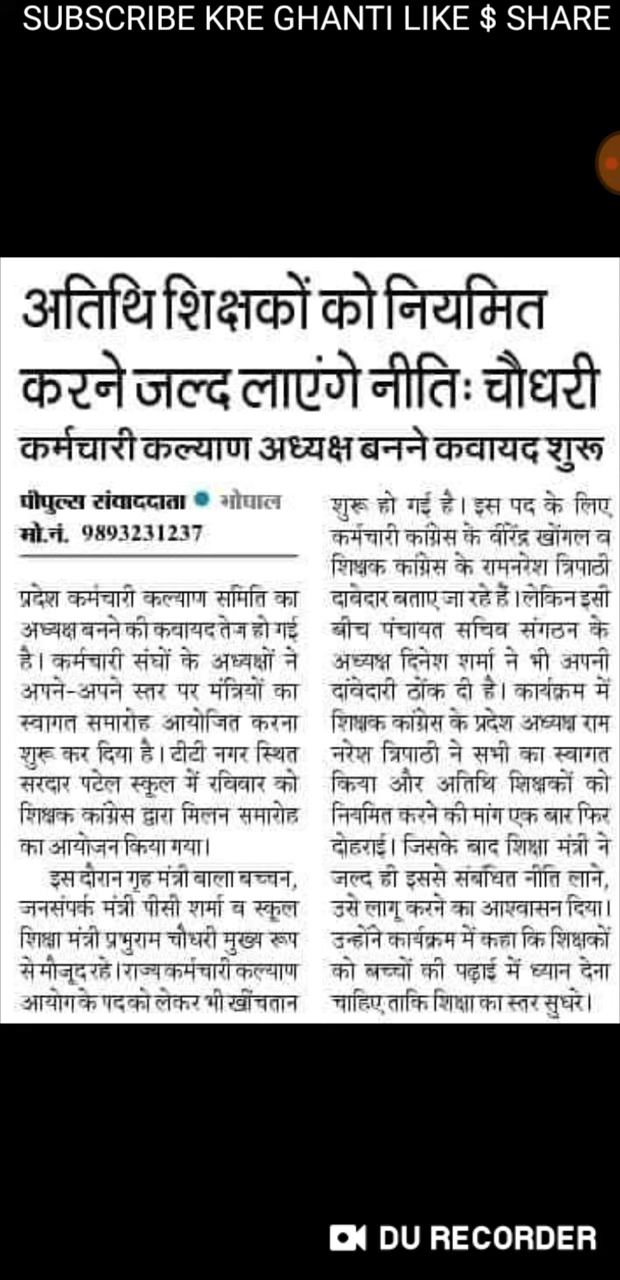 SUBSCRIBE KRE GHANTI LIKE $ SHARE
अतिथि शिक्षकों को नियमित
करने जल्द लाएंगे नीतिः चौधरी
कर्मचारी कल्याण अध्यक्ष बनने कवायद शुरू
पीपुल्स संवाददाता ● भोपाल
मो.नं. 9893231237
प्रदेश कर्मचारी कल्याण समिति का
अध्यक्ष बनने की कवायद तेज हो गई
है। कर्मचारी संघों के अध्यक्षों ने
अपने-अपने स्तर पर मंत्रियों का
स्वागत समारोह आयोजित करना
शुरू कर दिया है। टीटी नगर स्थित
सरदार पटेल स्कूल में रविवार को
शिक्षक कांग्रेस द्वारा मिलन समारोह
का आयोजन किया गया।
इस दौरान गृह मंत्री बाला बच्चन,
जनसंपर्क मंत्री पीसी शर्मा व स्कूल
शिक्षा मंत्री प्रभुराम चौधरी मुख्य रूप
से मौजूद रहे। राज्य कर्मचारी कल्याण
आयोग के पद को लेकर भी खींचतान
शुरू हो गई है। इस पद के लिए
कर्मचारी कांग्रेस के वीरेंद्र खोंगल व
शिक्षक कांग्रेस के रामनरेश त्रिपाठी
दावेदार बताए जा रहे हैं। लेकिन इसी
बीच पंचायत सचिव संगठन के
अध्यक्ष दिनेश शर्मा ने भी अपनी
दांवेदारी ठोंक दी है। कार्यक्रम में
शिक्षक कांग्रेस के प्रदेश अध्यक्ष राम
नरेश त्रिपाठी ने सभी का स्वागत
किया और अतिथि शिक्षकों को
नियमित करने की मांग एक बार फिर
दोहराई। जिसके बाद शिक्षा मंत्री ने
जल्द ही इससे संबंधित नीति लाने,
उसे लागू करने का आश्वासन दिया।
उन्होंने कार्यक्रम में कहा कि शिक्षकों
को बच्चों की पढ़ाई में ध्यान देना
चाहिए ताकि शिक्षा का स्तर सुधरे।
DU RECORDER